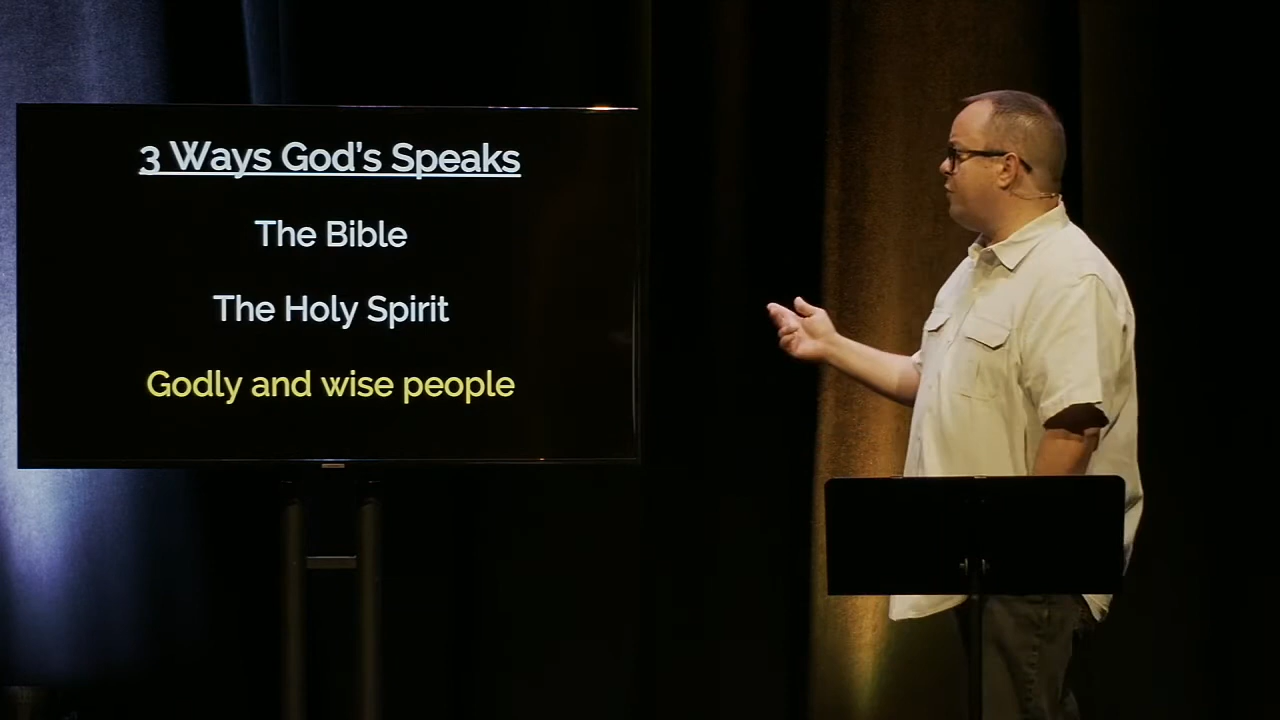 3 Ways God's Speaks
The Bible
The Holy Spirit
Godly and wise people